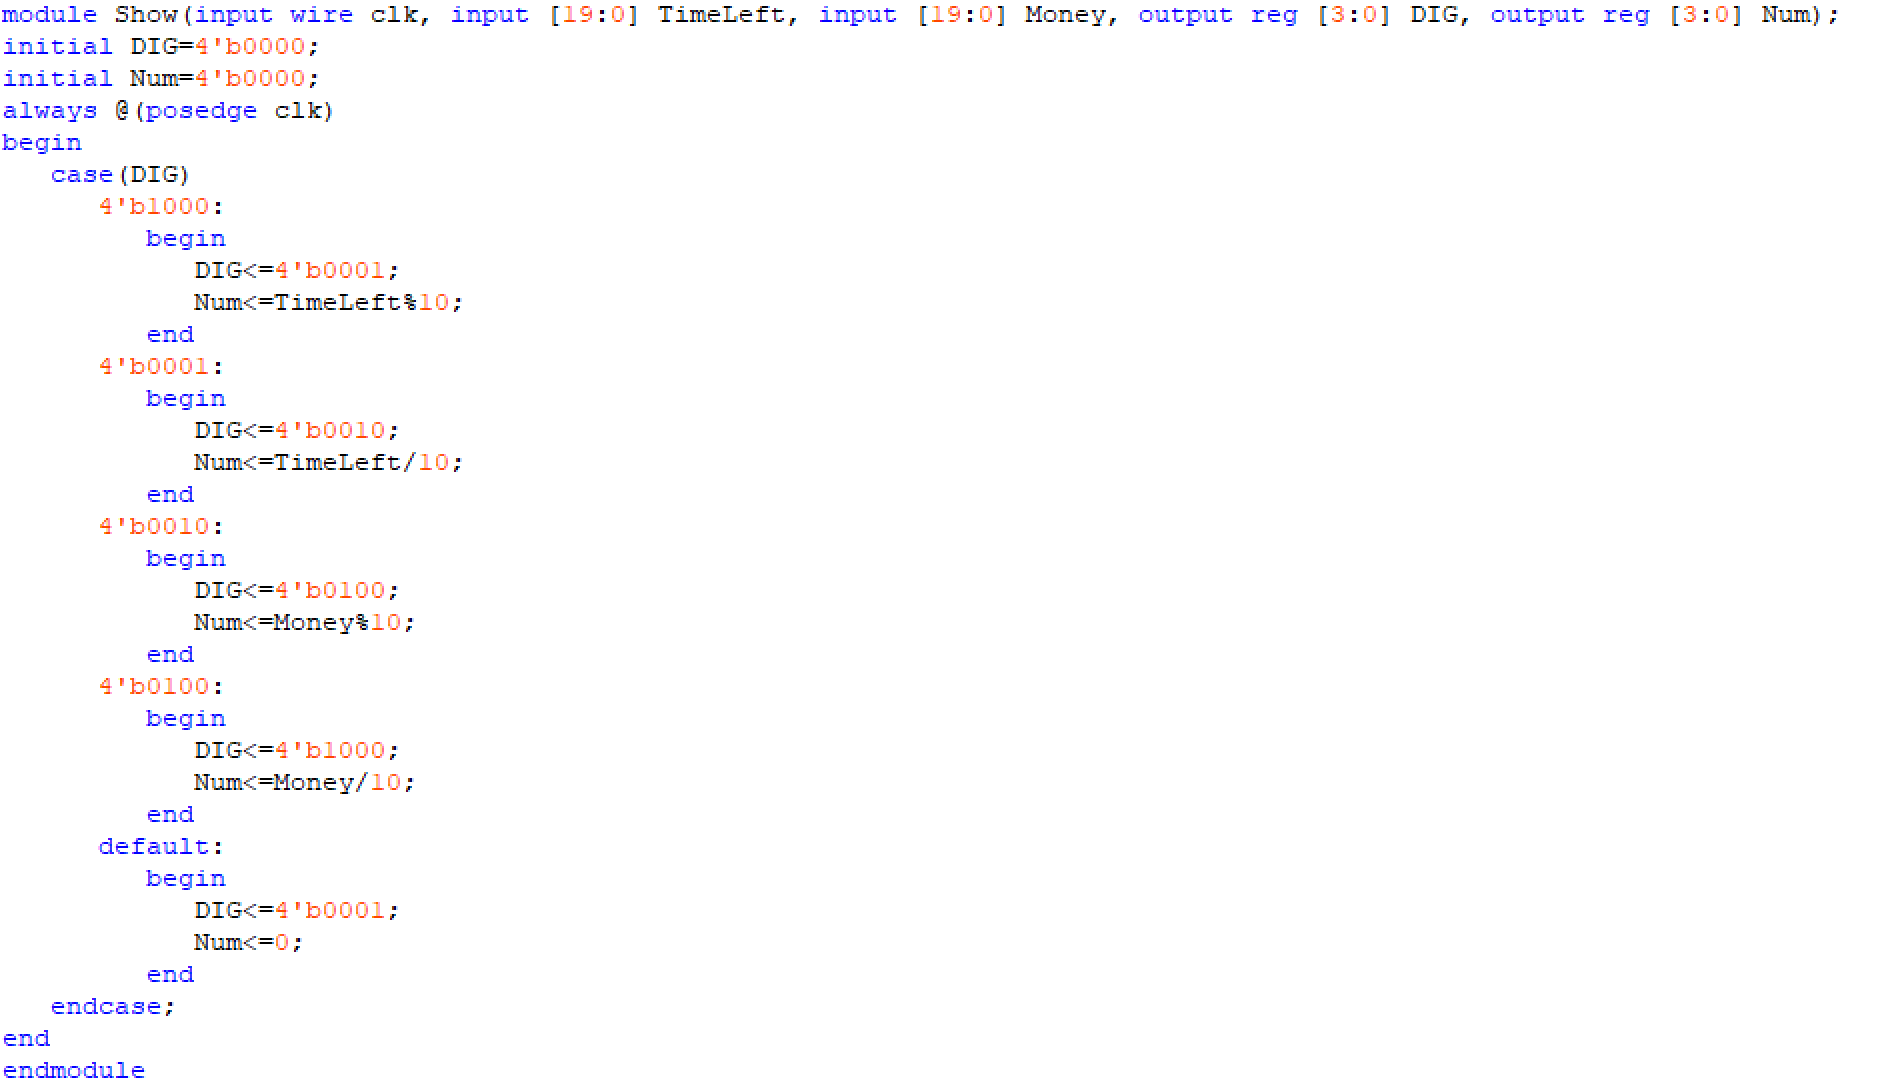 module Show(input wire clk, input [19:0] TimeLeft, input [19:0] Money, output reg [3:0] DIG, output reg [3:0] Num);
initial DIG=4'b0000;
initial Num=4'b0000;
always @(posedge clk)
begin
   case(DIG)
      4'b1000:
         begin
            DIG<=4'b0001;
            Num<=TimeLeft%10;
         end
      4'b0001:
         begin
            DIG<=4'b0010;
            Num<=TimeLeft/10;
         end
      4'b0010:
         begin
            DIG<=4'b0100;
            Num<=Money%10;
         end
      4'b0100:
         begin
            DIG<=4'b1000;
            Num<=Money/10;
         end
      default:
         begin
            DIG<=4'b0001;
            Num<=0;
         end
   endcase;
end
endmodule